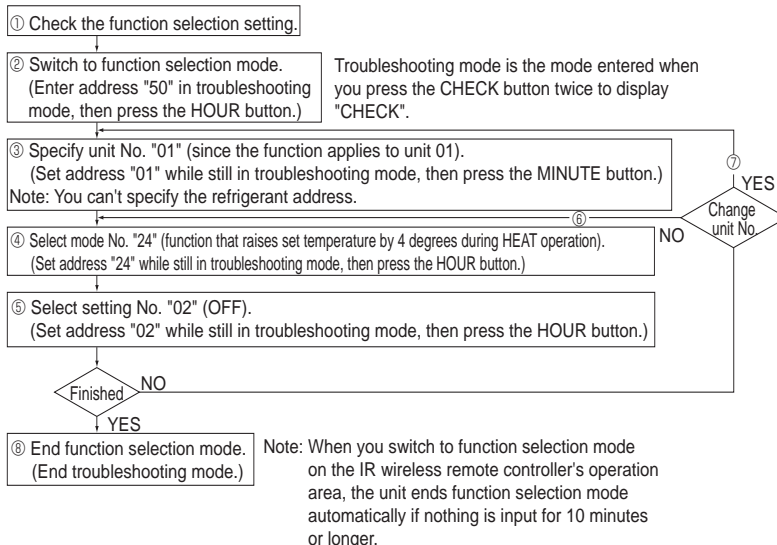 ① Check the function selection setting.
② Switch to function selection mode.
(Enter address "50" in troubleshooting
mode, then press the HOUR button.)
Troubleshooting mode is the mode entered when
you press the CHECK button twice to display
"CHECK".
③ Specify unit No. "01" (since the function applies to unit 01).
(Set address "01" while still in troubleshooting mode, then press the MINUTE button.)
Note: You can't specify the refrigerant address.
⑦
YES
Change
unit No.
⑥
NO
④ Select mode No. "24" (function that raises set temperature by 4 degrees during HEAT operation).
(Set address "24" while still in troubleshooting mode, then press the HOUR button.)
⑤ Select setting No. "02" (OFF).
(Set address "02" while still in troubleshooting mode, then press the HOUR button.)
Finished
NO
YES
⑧ End function selection mode.
(End troubleshooting mode.)
Note: When you switch to function selection mode
on the IR wireless remote controller's operation
area, the unit ends function selection mode
automatically if nothing is input for 10 minutes
or longer.